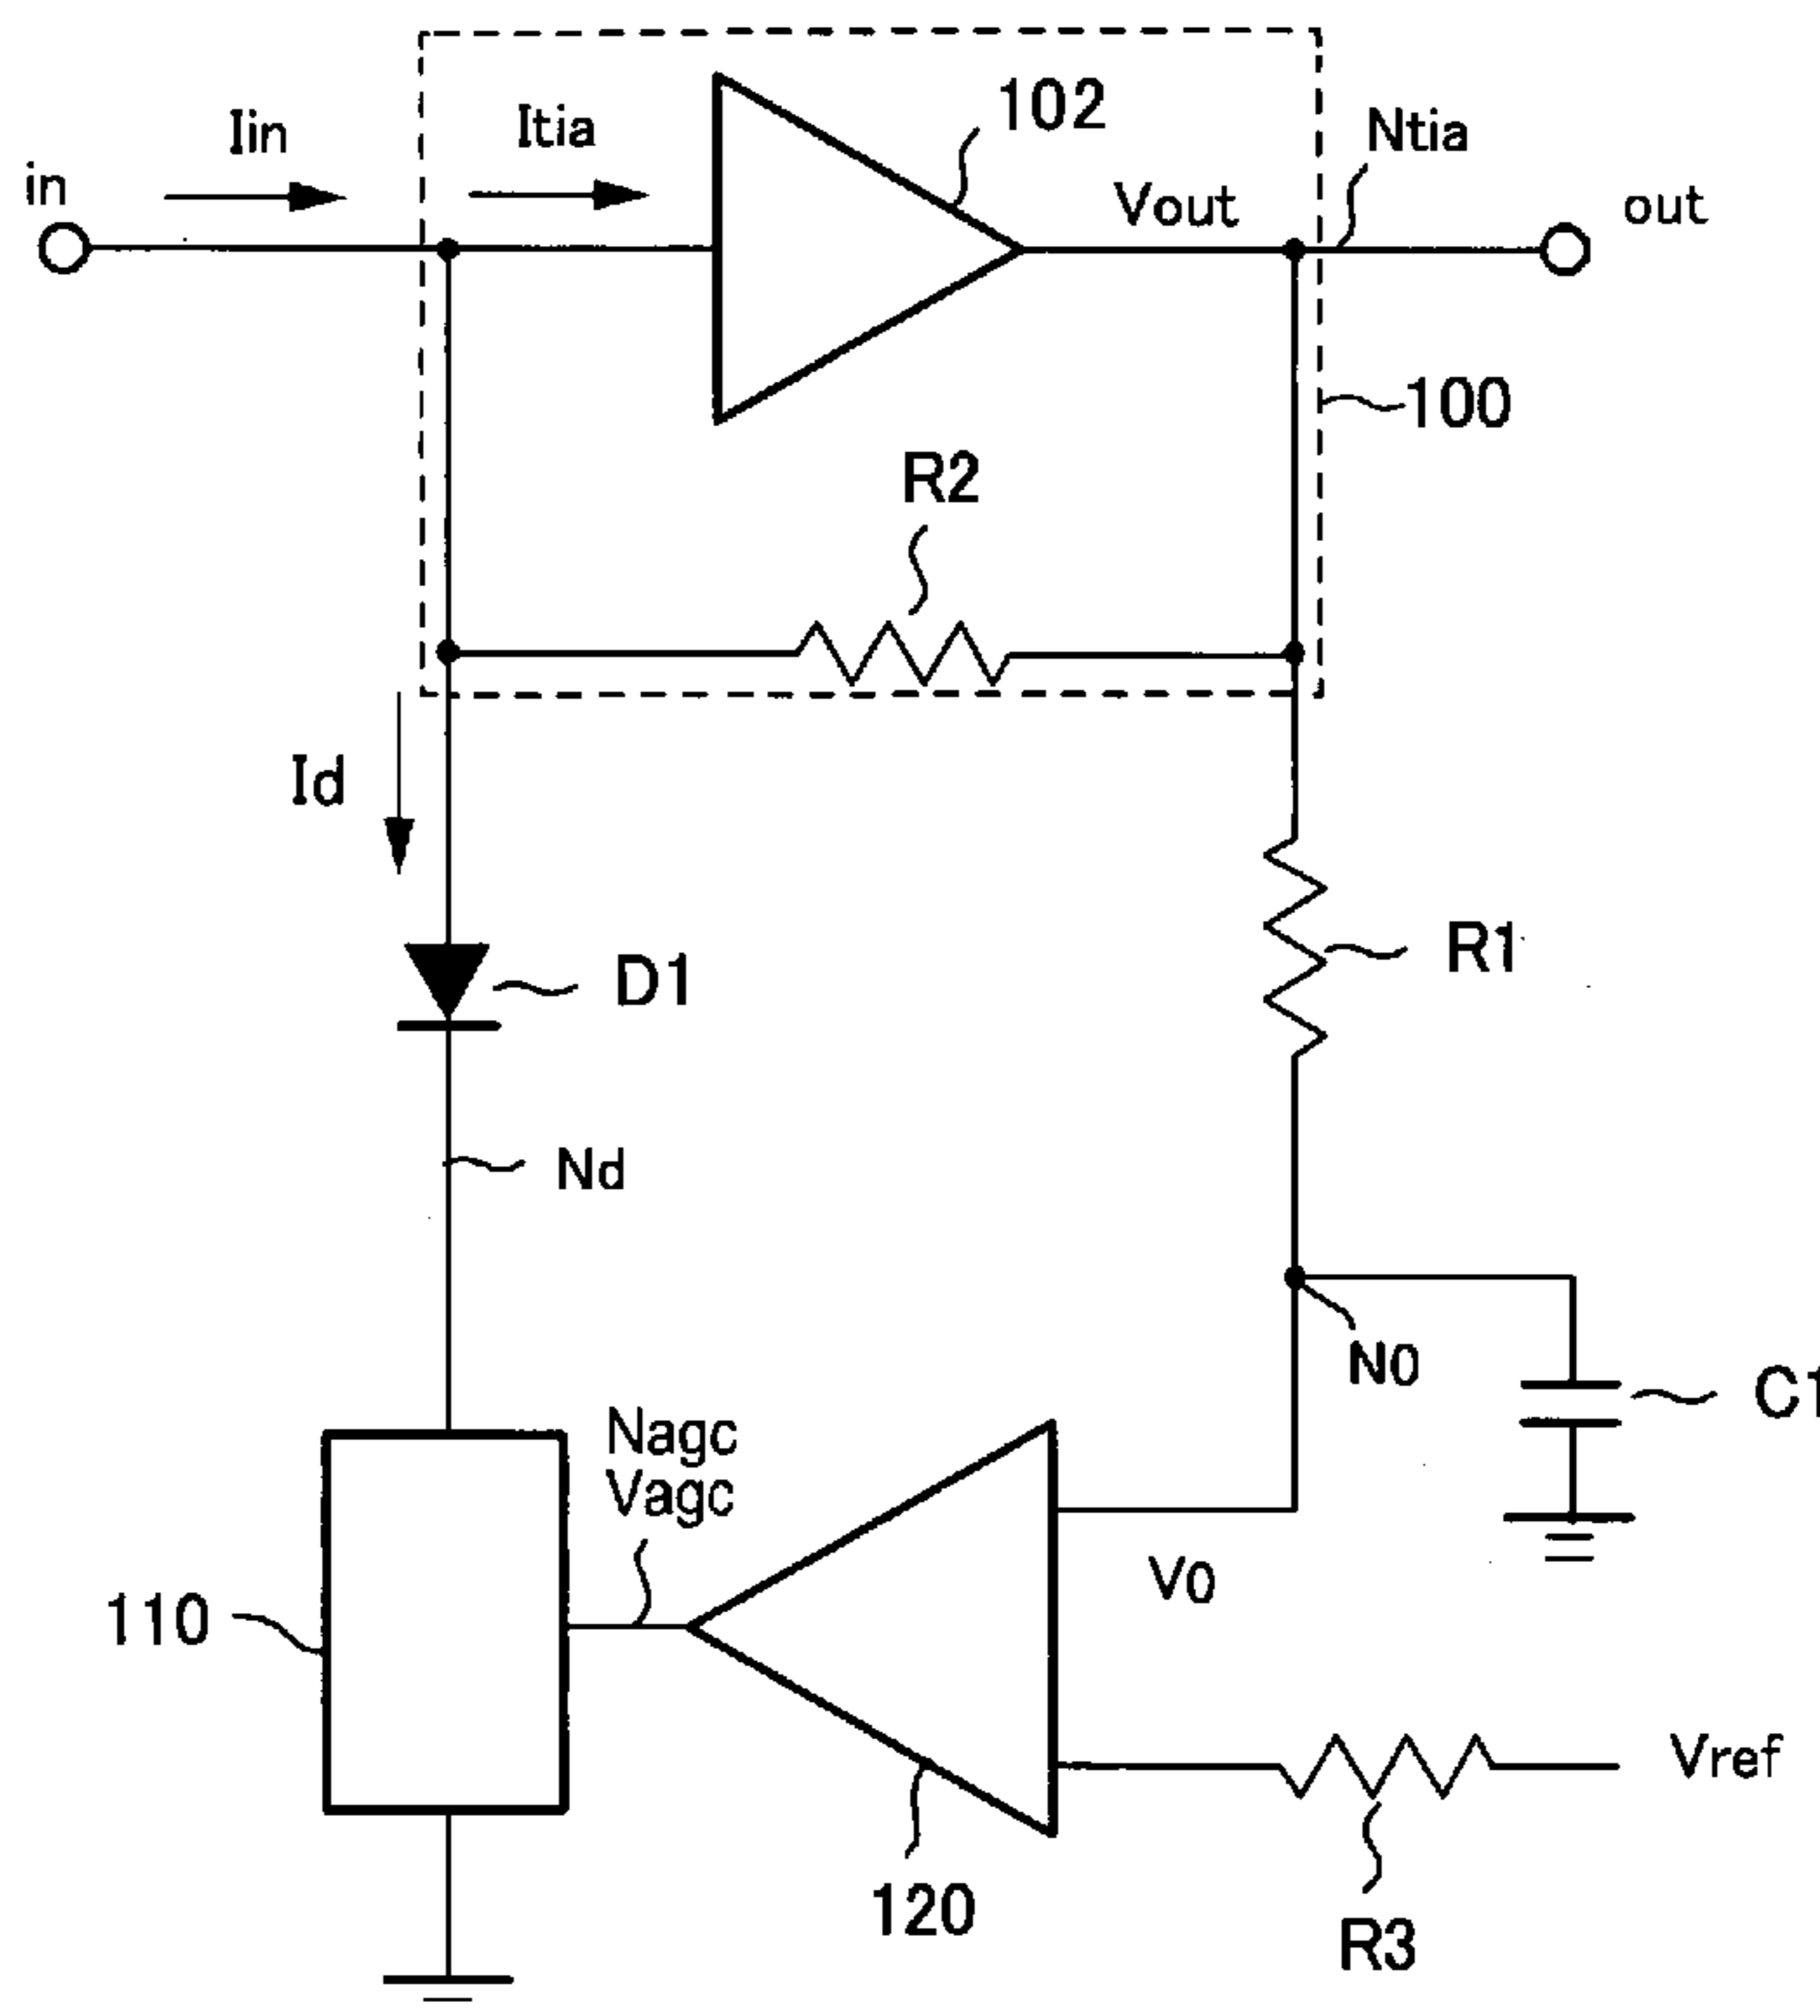 102
Iin
Itia
Ntia
in
Vout
out
100
R2
Id
R1
D1
Nd
N0
C1
Nagc
Vagc
V0
110
Vref
120
R3